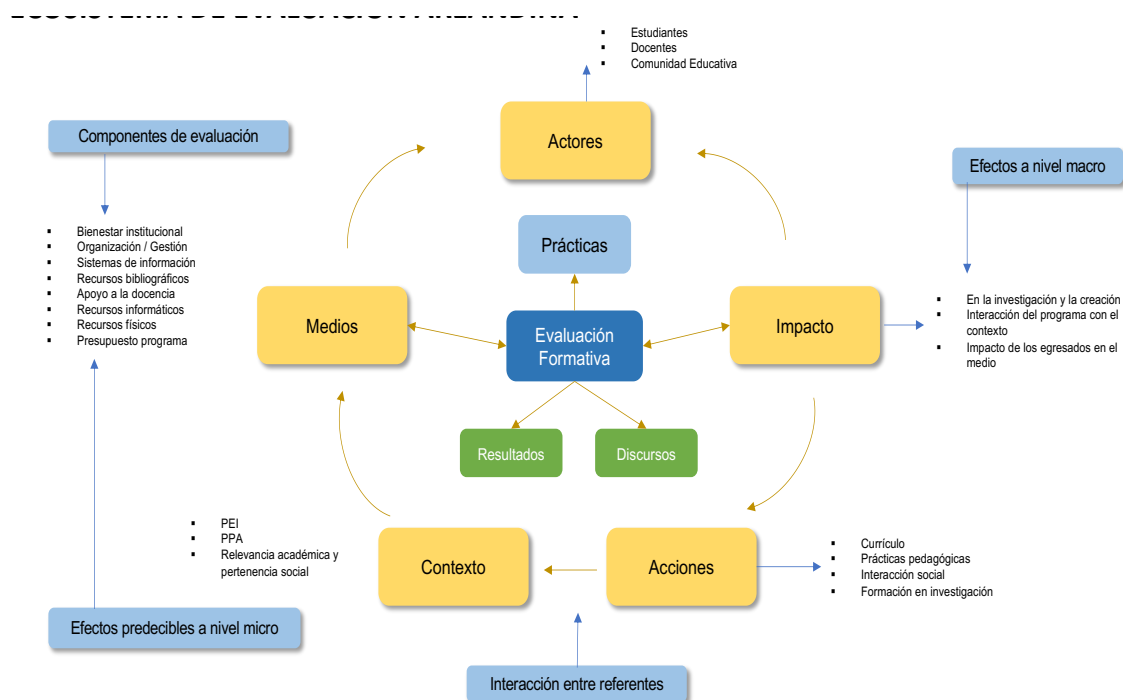 ECOSISTEMA DE EVALUACIÓN AREANDINA
Estudiantes
Docentes
Comunidad Educativa
Actores
Componentes de evaluación
Efectos a nivel macro
Bienestar institucional
Organización / Gestión
Sistemas de información
Recursos bibliográficos
Apoyo a la docencia
Recursos informáticos
Recursos físicos
Presupuesto programa
Prácticas
Medios
Evaluación
Formativa
Impacto
En la investigación y la creación
Interacción del programa con el
contexto
Impacto de los egresados en el
medio
Resultados
Discursos
PEI
PPA
Relevancia académica y
pertenencia social
Contexto
Acciones
Currículo
Prácticas pedagógicas
Interacción social
Formación en investigación
Efectos predecibles a nivel micro
Interacción entre referentes